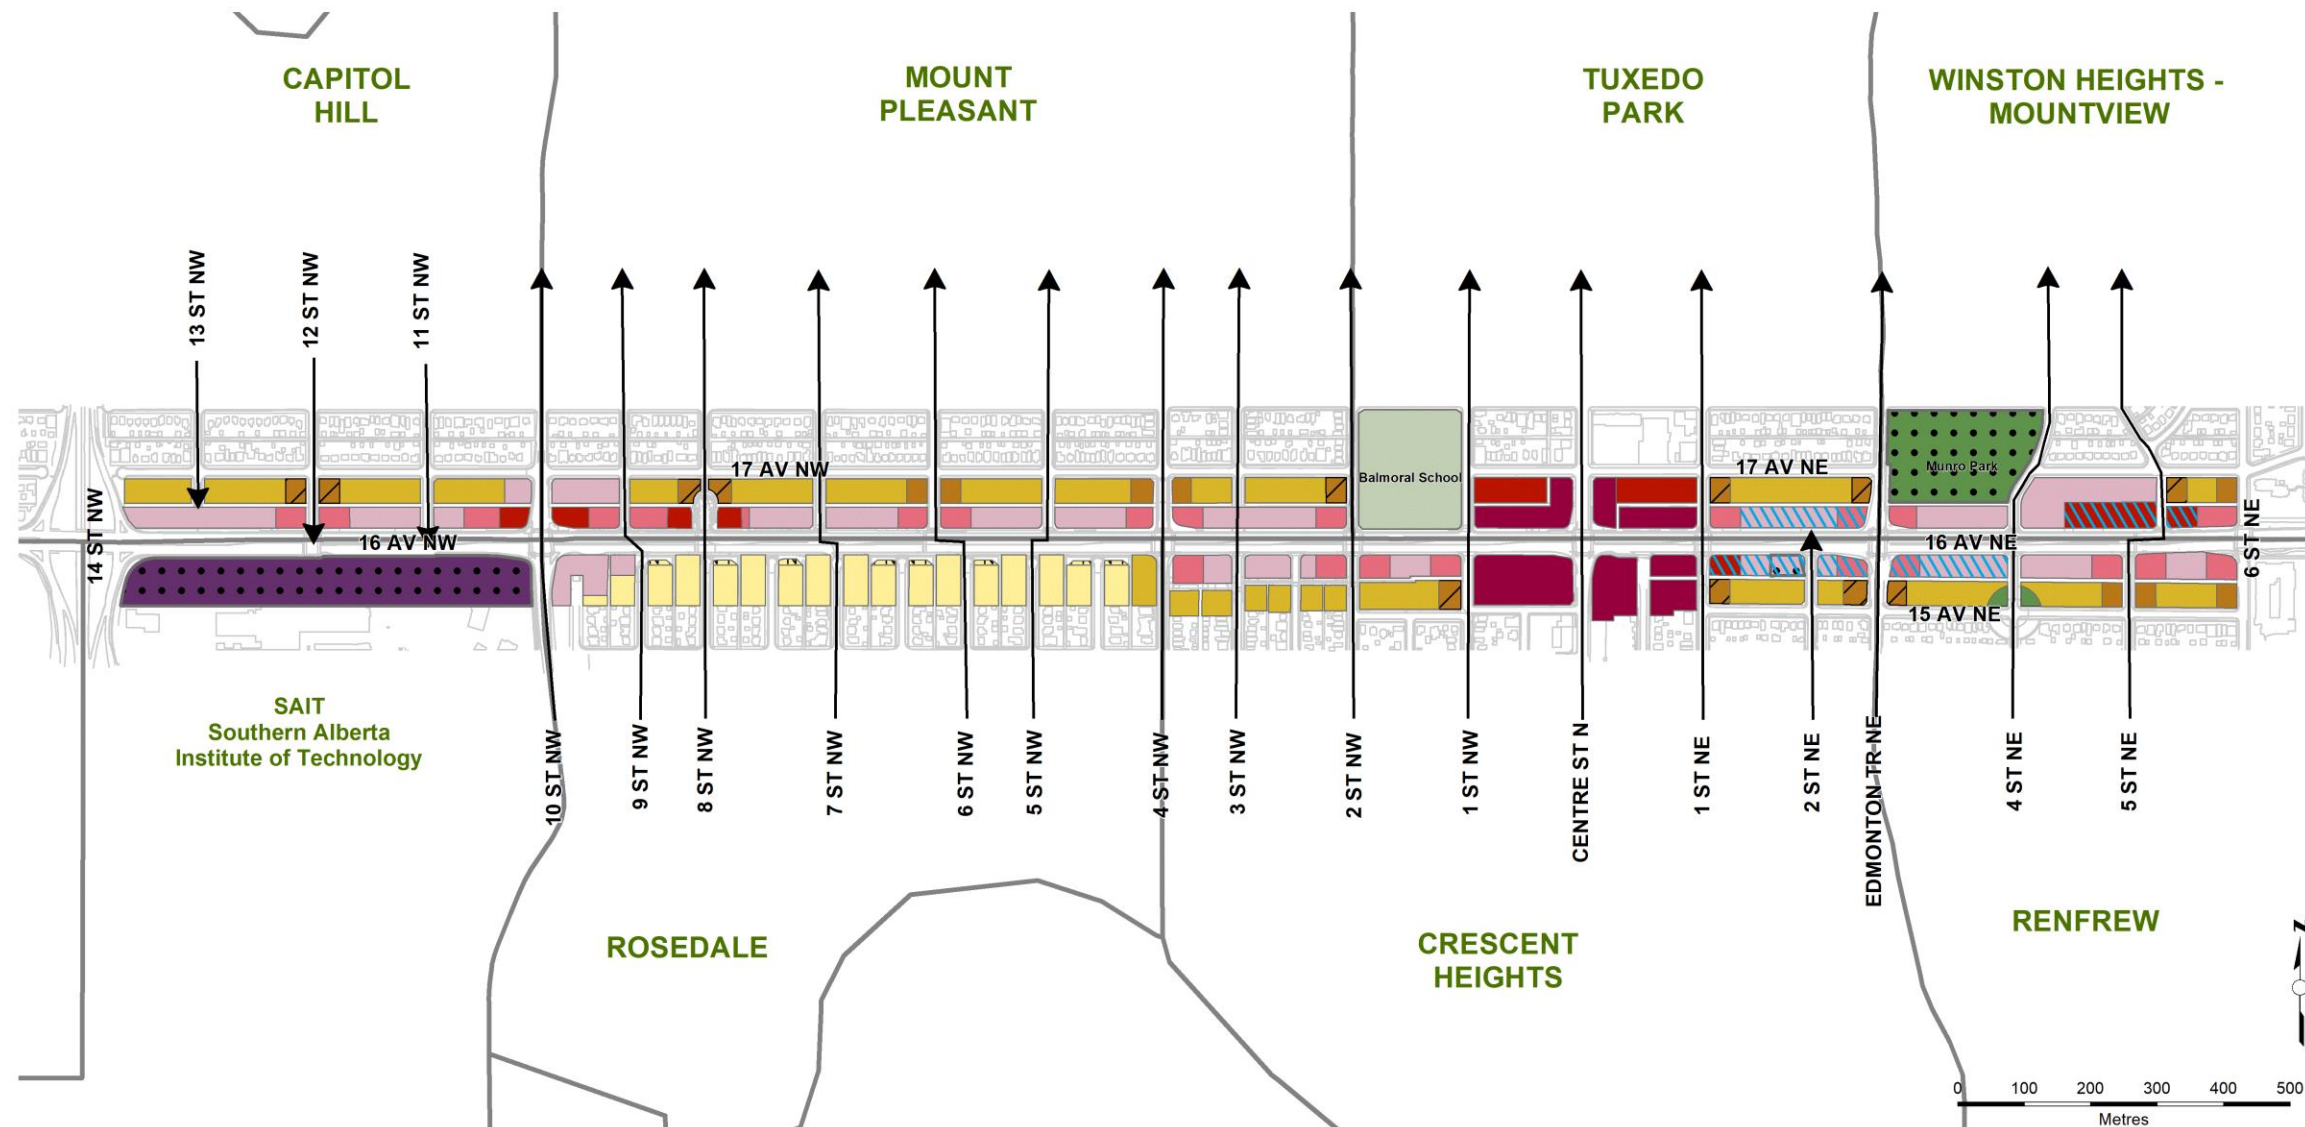 CAPITOL
HILL
MOUNT
PLEASANT
TUXEDO
PARK
WINSTON HEIGHTS -
MOUNTVIEW
13 ST NW
12 ST NW
11 ST NW
17 AV NW
17 AV NE
Balmoral School
Munro Park
14 ST NW
16 AV NW
16 AV NE
6 ST NE
15 AV NE
SAIT
Southern Alberta
Institute of Technology
10 ST NW
9 ST NW
8 ST NW
7 ST NW
6 ST NW
5 ST NW
4 ST NW
3 ST NW
2 ST NW
1 ST NW
CENTRE ST N
1 ST NE
2 ST NE
EDMONTON TR NE
4 ST NE
5 ST NE
ROSEDALE
CRESCENT
HEIGHTS
RENFREW
0 100 200 300 400 500
Metres